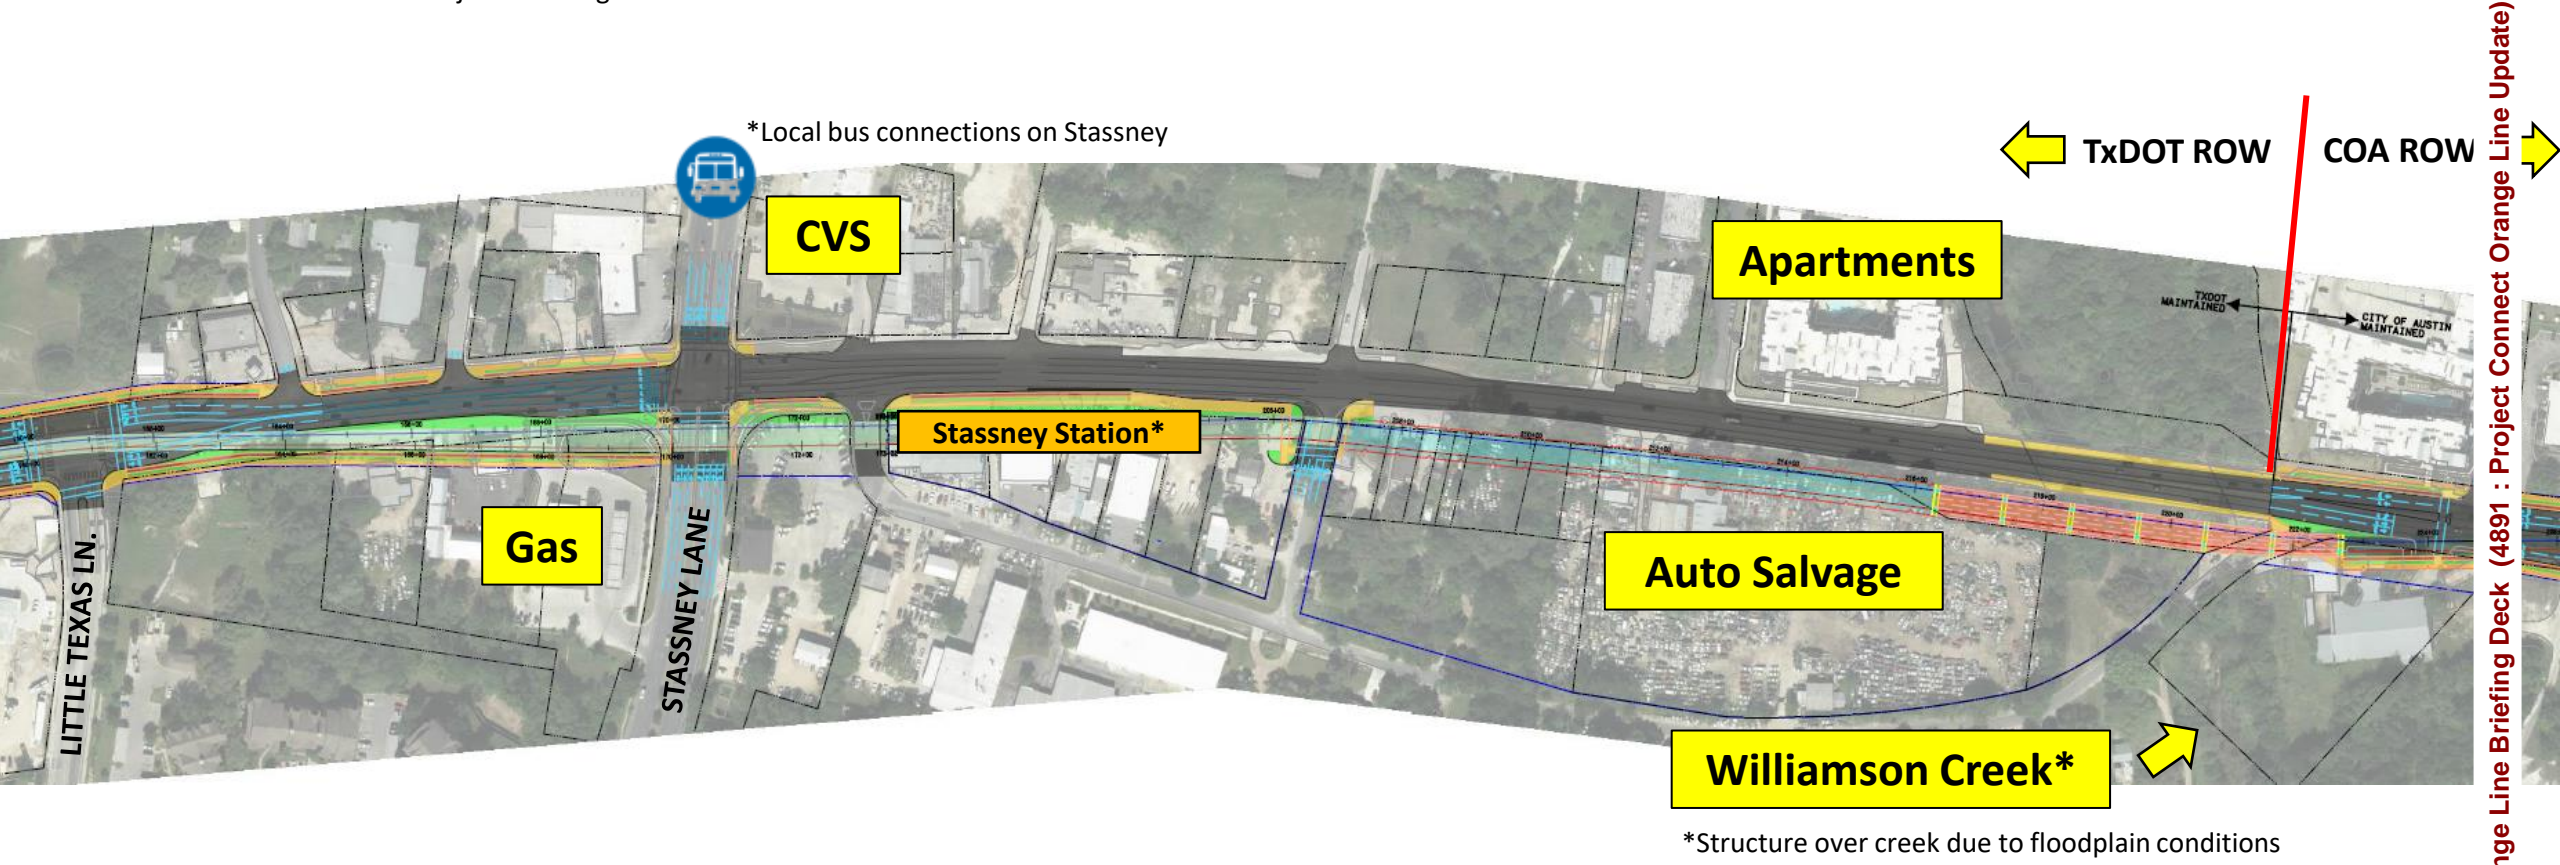 *Local bus connections on Stassney
TxDOT ROW
COA ROW
CVS
Apartments
TXDOT
MAINTAINED
CITY OF AUSTIN
MAINTAINED
Stassney Station*
Gas
Auto Salvage
LITTLE TEXAS LN.
STASSNEY LANE
Williamson Creek*
*Structure over creek due to floodplain conditions
nge Line Briefing Deck (4891 : Project Connect Orange Line Update)